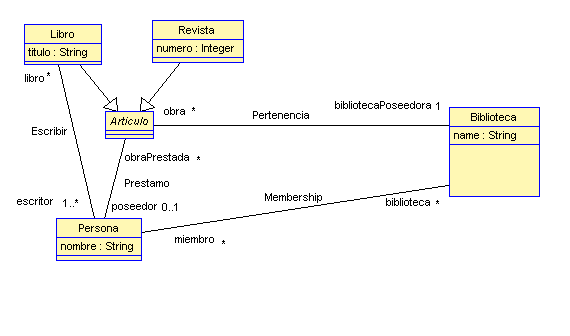 Libro
titulo : String
Revista
numero : Integer
libro *
Artículo
obra *
Pertenencia
bibliotecaPoseedora 1
Biblioteca
name : String
Escribir
obraPrestada *
Prestamo
escritor 1..*
poseedor 0..1
Membership
biblioteca *
Persona
nombre : String
miembro *